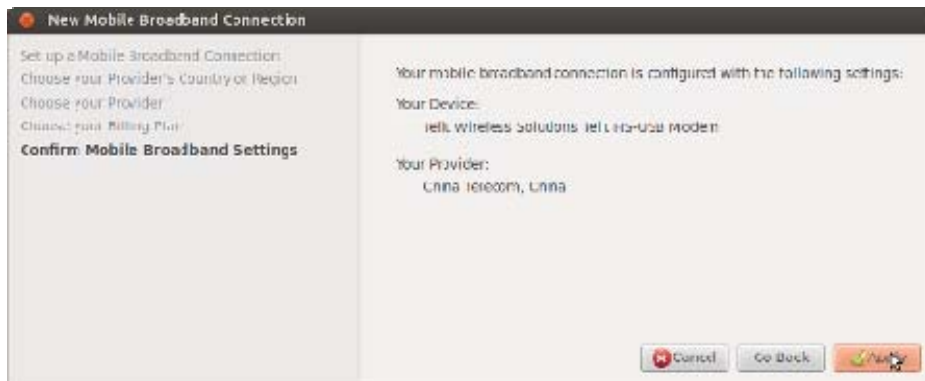 New Mobile Broadband Connection
Set up a Mobile Broadband Connection
Choose your Provider's Country or Region
Choose your Provider
Choose your Billing Plan
Confirm Mobile Broadband Settings
Your mobile broadband connection is configured with the following settings:
Your Device:
Telit Wireless Solutions Telit HS-USB Modem
Your Provider:
China Telecom, China
Cancel
Go Back
Apply